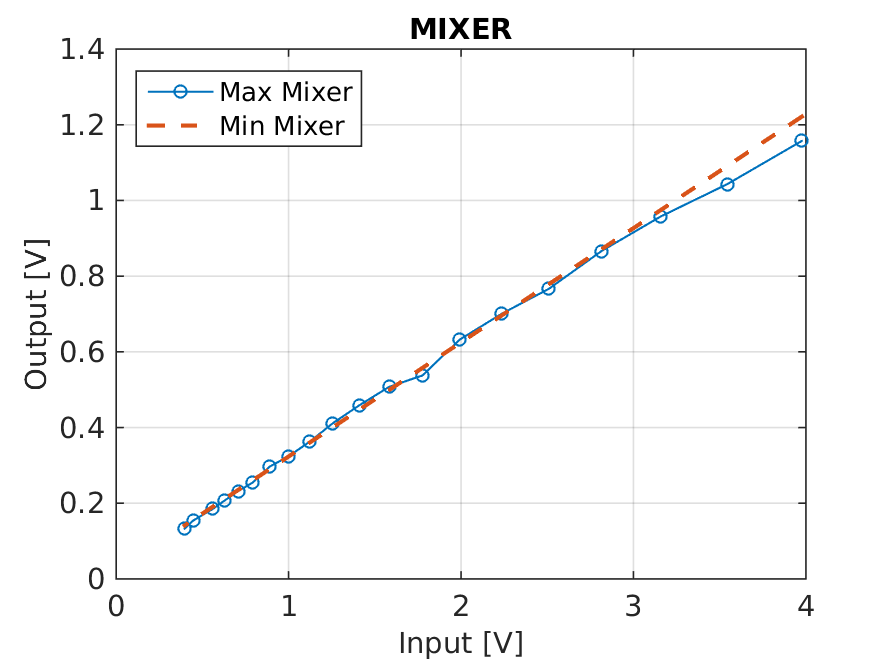 MIXER
Max Mixer
Min Mixer
1.4
1.2
1
0.8
0.6
0.4
0.2
0
Output [V]
0 1 2 3 4
Input [V]